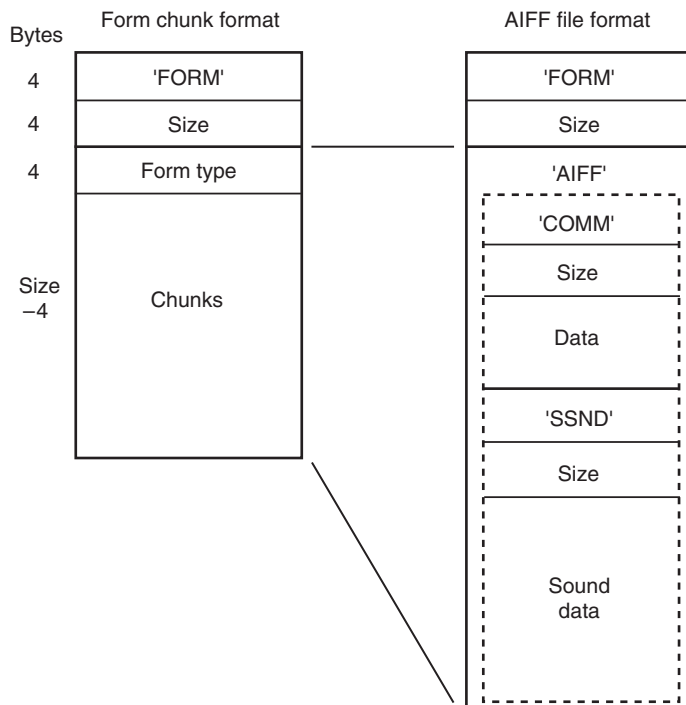 Form chunk format
Bytes
4
'FORM'
4
Size
4
Form type
Size
−4
Chunks
AIFF file format
'FORM'
Size
'AIFF'
'COMM'
Size
Data
'SSND'
Size
Sound
data